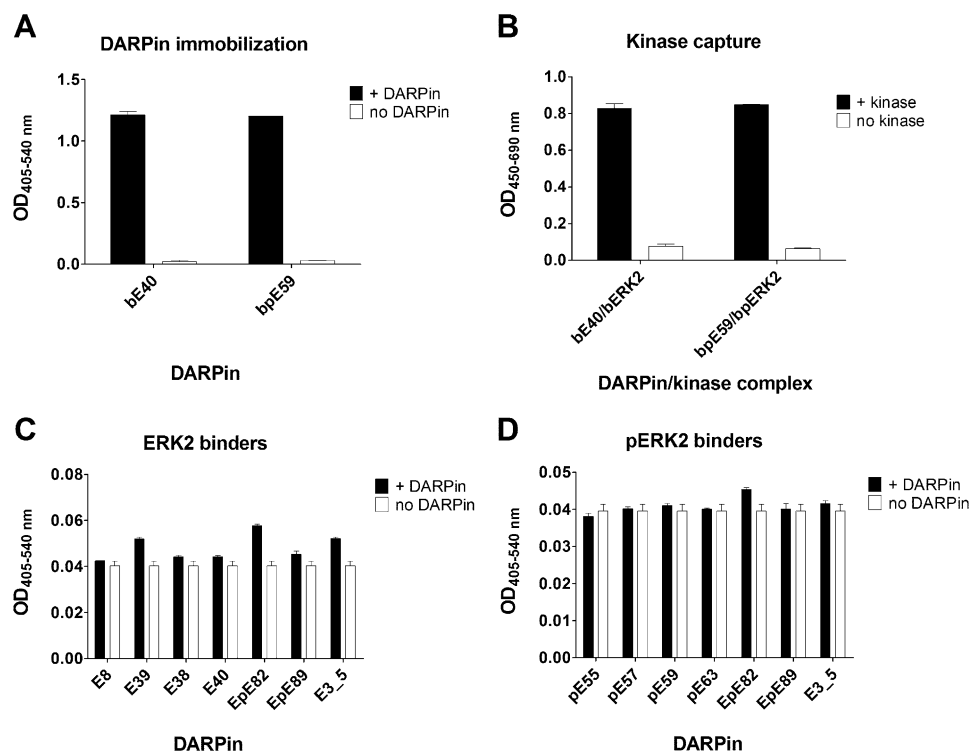 A
DARPin immobilization
+ DARPin
no DARPin
OD405-540 nm
1.5
1.0
0.5
0.0
bE40
bpE59
DARPin
B
Kinase capture
+ kinase
no kinase
OD450-690 nm
1.0
0.8
0.6
0.4
0.2
0.0
bE40/bERK2
bpE59/bpERK2
DARPin/kinase complex
C
ERK2 binders
+ DARPin
no DARPin
OD405-540 nm
0.08
0.06
0.04
0.02
0.00
E8
E39
E38
E40
EpE82
EpE89
E3_5
DARPin
D
pERK2 binders
+ DARPin
no DARPin
OD405-540 nm
0.05
0.04
0.03
0.02
0.01
0.00
pE55
pE57
pE59
pE63
EpE82
EpE89
E3_5
DARPin